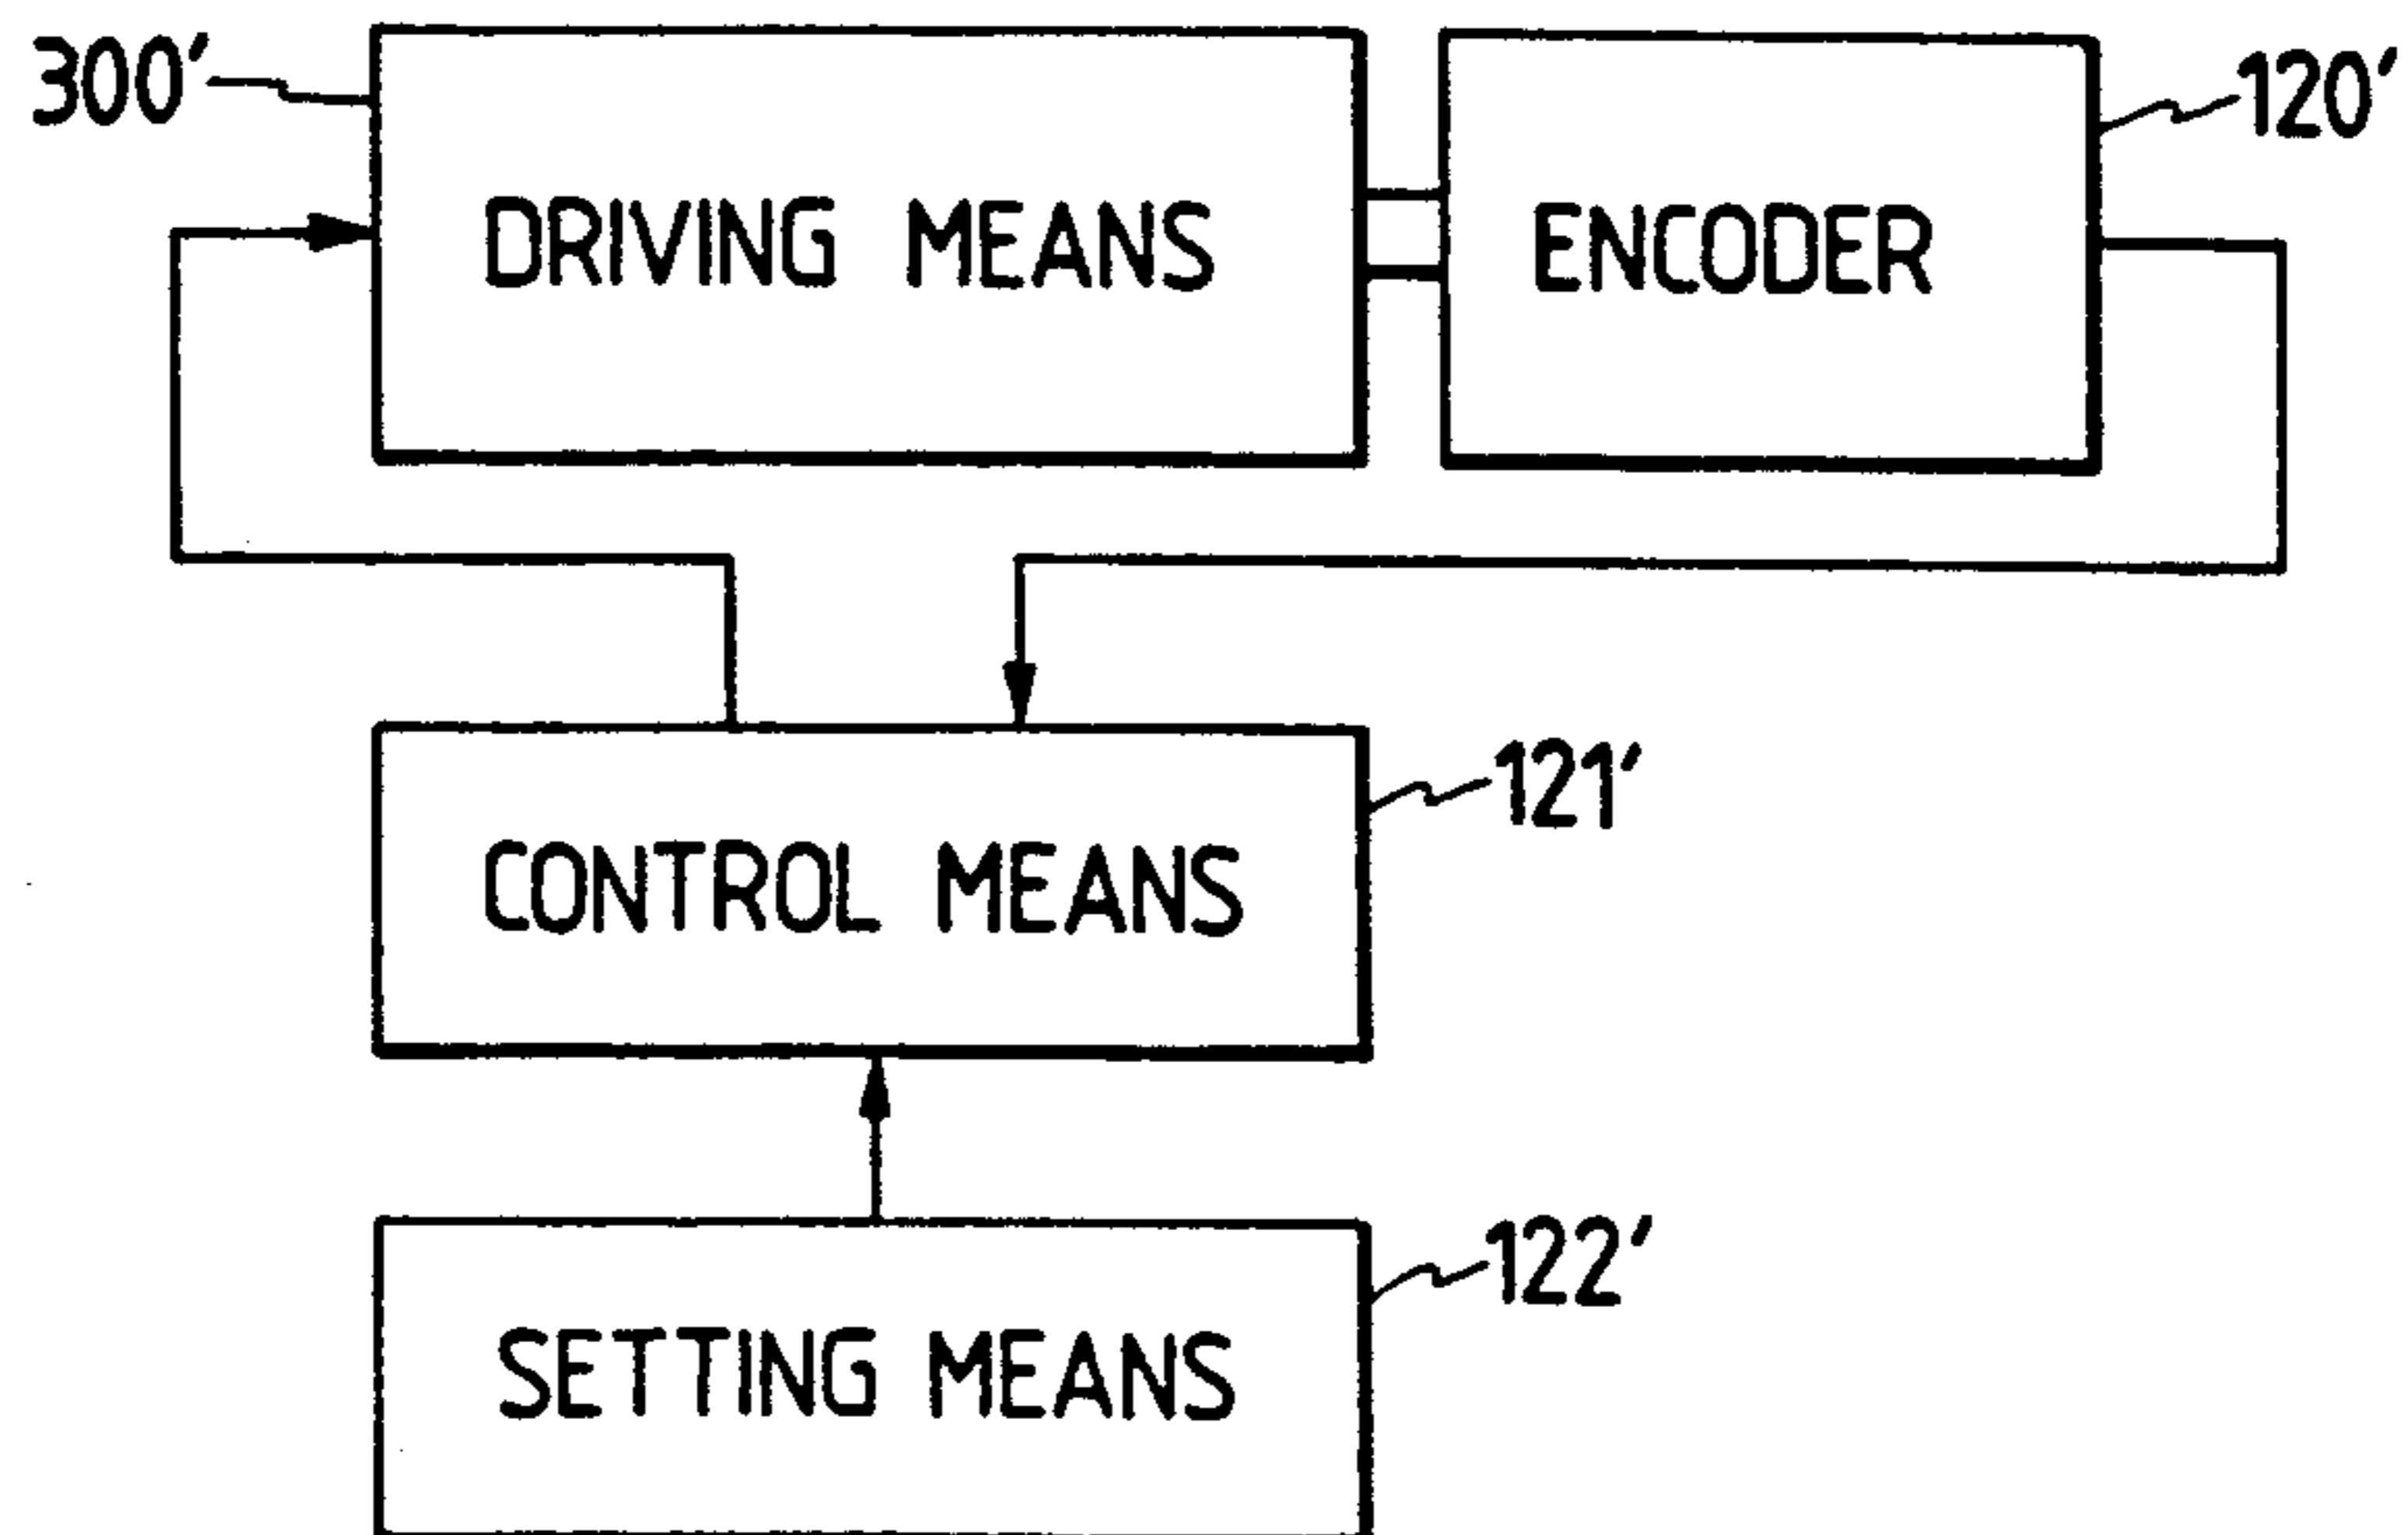 300'
DRIVING MEANS
ENCODER
120'
CONTROL MEANS
121'
SETTING MEANS
122'